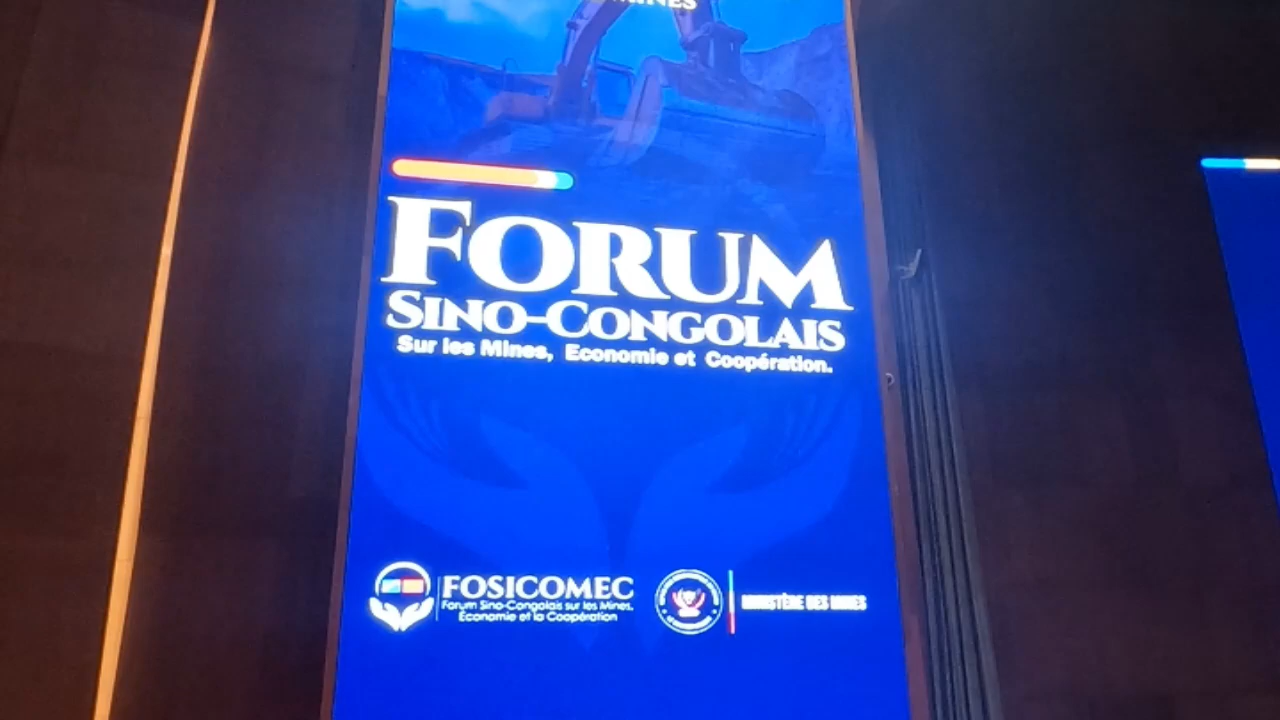 MINES
FORUM
SINO-CONGOLAIS
Sur les Mines, Economie et Coopération.
FOSICOMEC
Forum Sino-Congolais sur les Mines,
Économie et la Coopération
MINISTÈRE DES MINES